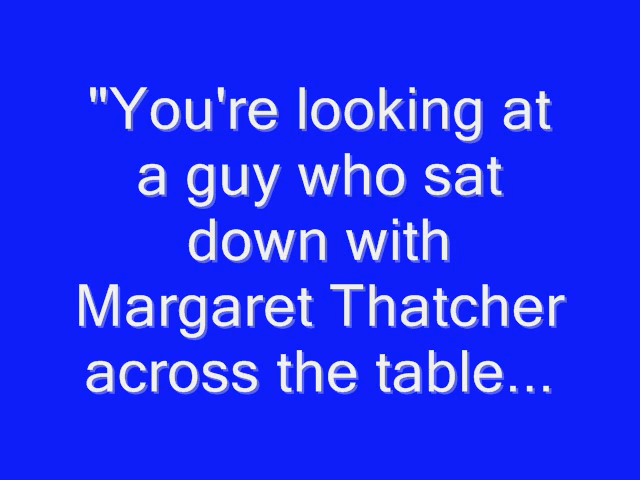 "You're looking at
a guy who sat
down with
Margaret Thatcher
across the table...